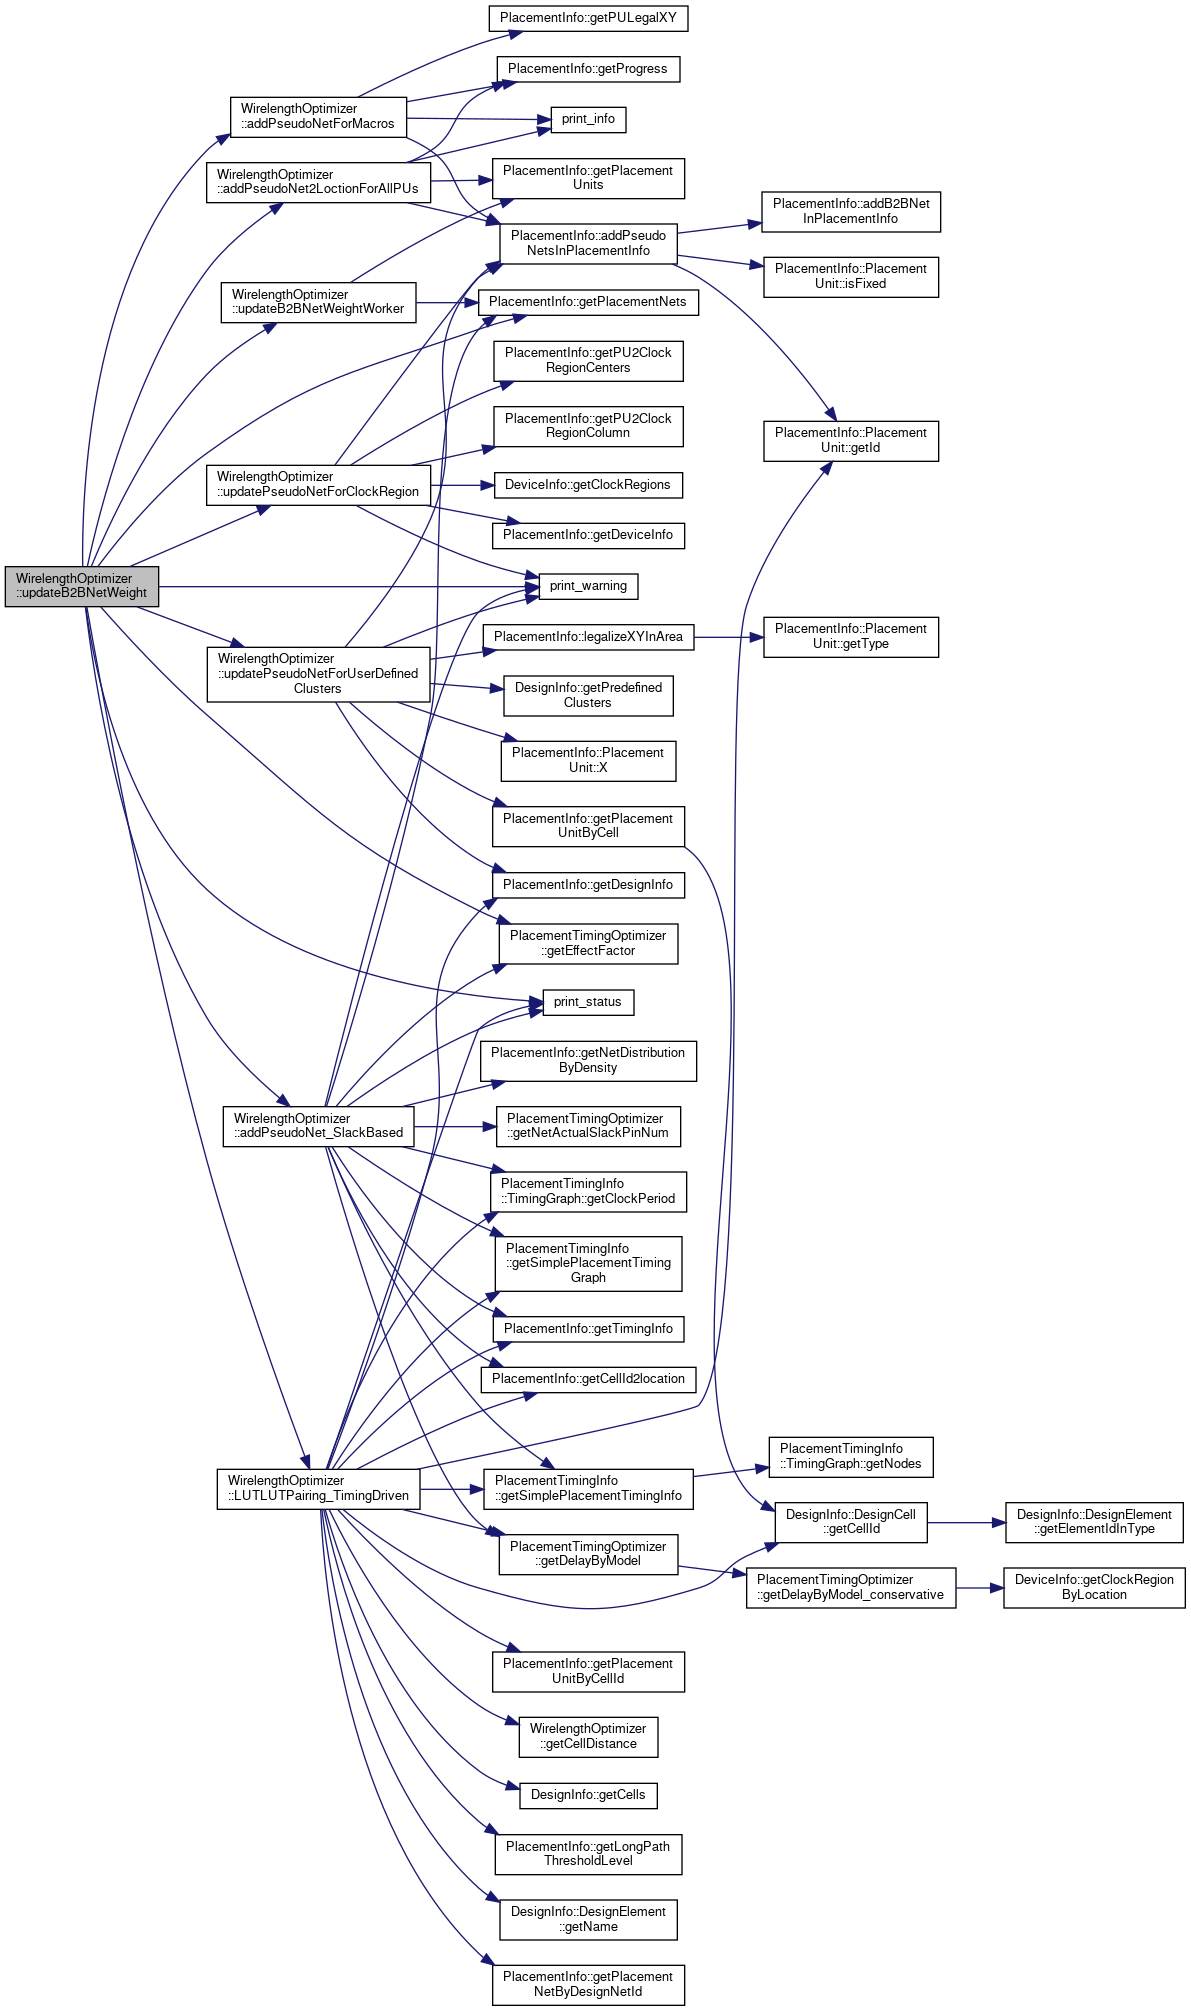 PlacementInfo::getPULegalXY
PlacementInfo::getProgress
WirelengthOptimizer
::addPseudoNetForMacros
print_info
WirelengthOptimizer
::addPseudoNet2LoctionForAllPUs
PlacementInfo::getPlacement
Units
PlacementInfo::addB2BNet
InPlacementInfo
PlacementInfo::addPseudo
NetsInPlacementInfo
PlacementInfo::Placement
Unit::isFixed
WirelengthOptimizer
::updateB2BNetWeightWorker
PlacementInfo::getPlacementNets
PlacementInfo::getPU2Clock
RegionCenters
PlacementInfo::getPU2Clock
RegionColumn
PlacementInfo::Placement
Unit::getId
WirelengthOptimizer
::updatePseudoNetForClockRegion
DeviceInfo::getClockRegions
PlacementInfo::getDeviceInfo
WirelengthOptimizer
::updateB2BNetWeight
print_warning
PlacementInfo::legalizeXYInArea
PlacementInfo::Placement
Unit::getType
WirelengthOptimizer
::updatePseudoNetForUserDefined
Clusters
DesignInfo::getPredefined
Clusters
PlacementInfo::Placement
Unit::X
PlacementInfo::getPlacement
UnitByCell
PlacementInfo::getDesignInfo
PlacementTimingOptimizer
::getEffectFactor
print_status
PlacementInfo::getNetDistribution
ByDensity
WirelengthOptimizer
::addPseudoNet_SlackBased
PlacementTimingOptimizer
::getNetActualSlackPinNum
PlacementTimingInfo
::TimingGraph::getClockPeriod
PlacementTimingInfo
::getSimplePlacementTiming
Graph
PlacementInfo::getTimingInfo
PlacementInfo::getCellId2location
PlacementTimingInfo
::TimingGraph::getNodes
WirelengthOptimizer
::LUTLUTPairing_TimingDriven
PlacementTimingInfo
::getSimplePlacementTimingInfo
DesignInfo::DesignCell
::getCellId
DesignInfo::DesignElement
::getElementIdInType
PlacementTimingOptimizer
::getDelayByModel
PlacementTimingOptimizer
::getDelayByModel_conservative
DeviceInfo::getClockRegion
ByLocation
PlacementInfo::getPlacement
UnitByCellId
WirelengthOptimizer
::getCellDistance
DesignInfo::getCells
PlacementInfo::getLongPath
ThresholdLevel
DesignInfo::DesignElement
::getName
PlacementInfo::getPlacement
NetByDesignNetId